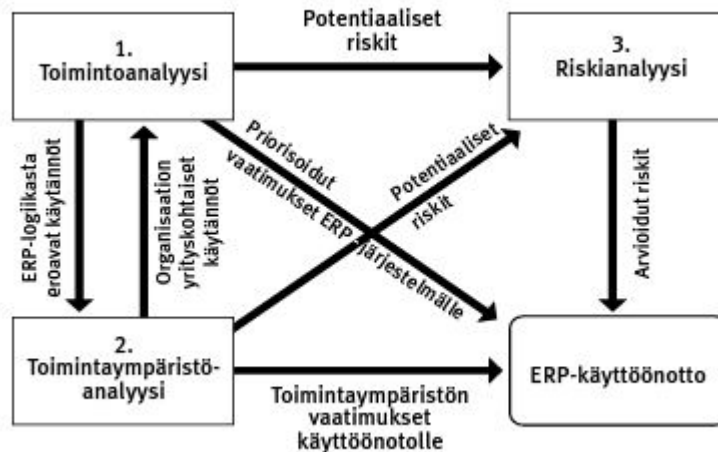 1.
Toimintoanalyysi
Potentiaaliset
riskit
3.
Riskianalyysi
ERP-logiikasta
eroavat käytännöt
Organisaation
yrityskohtaiset
käytännöt
Priorisoidut
vaatimukset ERP-järjestelmälle
Potentiaaliset
riskit
Arvioidut riskit
2.
Toimintaympäristö-
analyysi
Toimintaympäristön
vaatimukset
käyttöönotolle
ERP-käyttöönotto